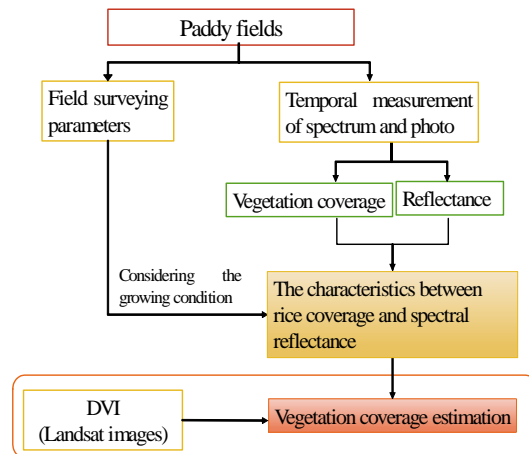 Paddy fields
Field surveying
parameters
Temporal measurement
of spectrum and photo
Vegetation coverage
Reflectance
Considering the
growing condition
The characteristics between
rice coverage and spectral
reflectance
DVI
(Landsat images)
Vegetation coverage estimation